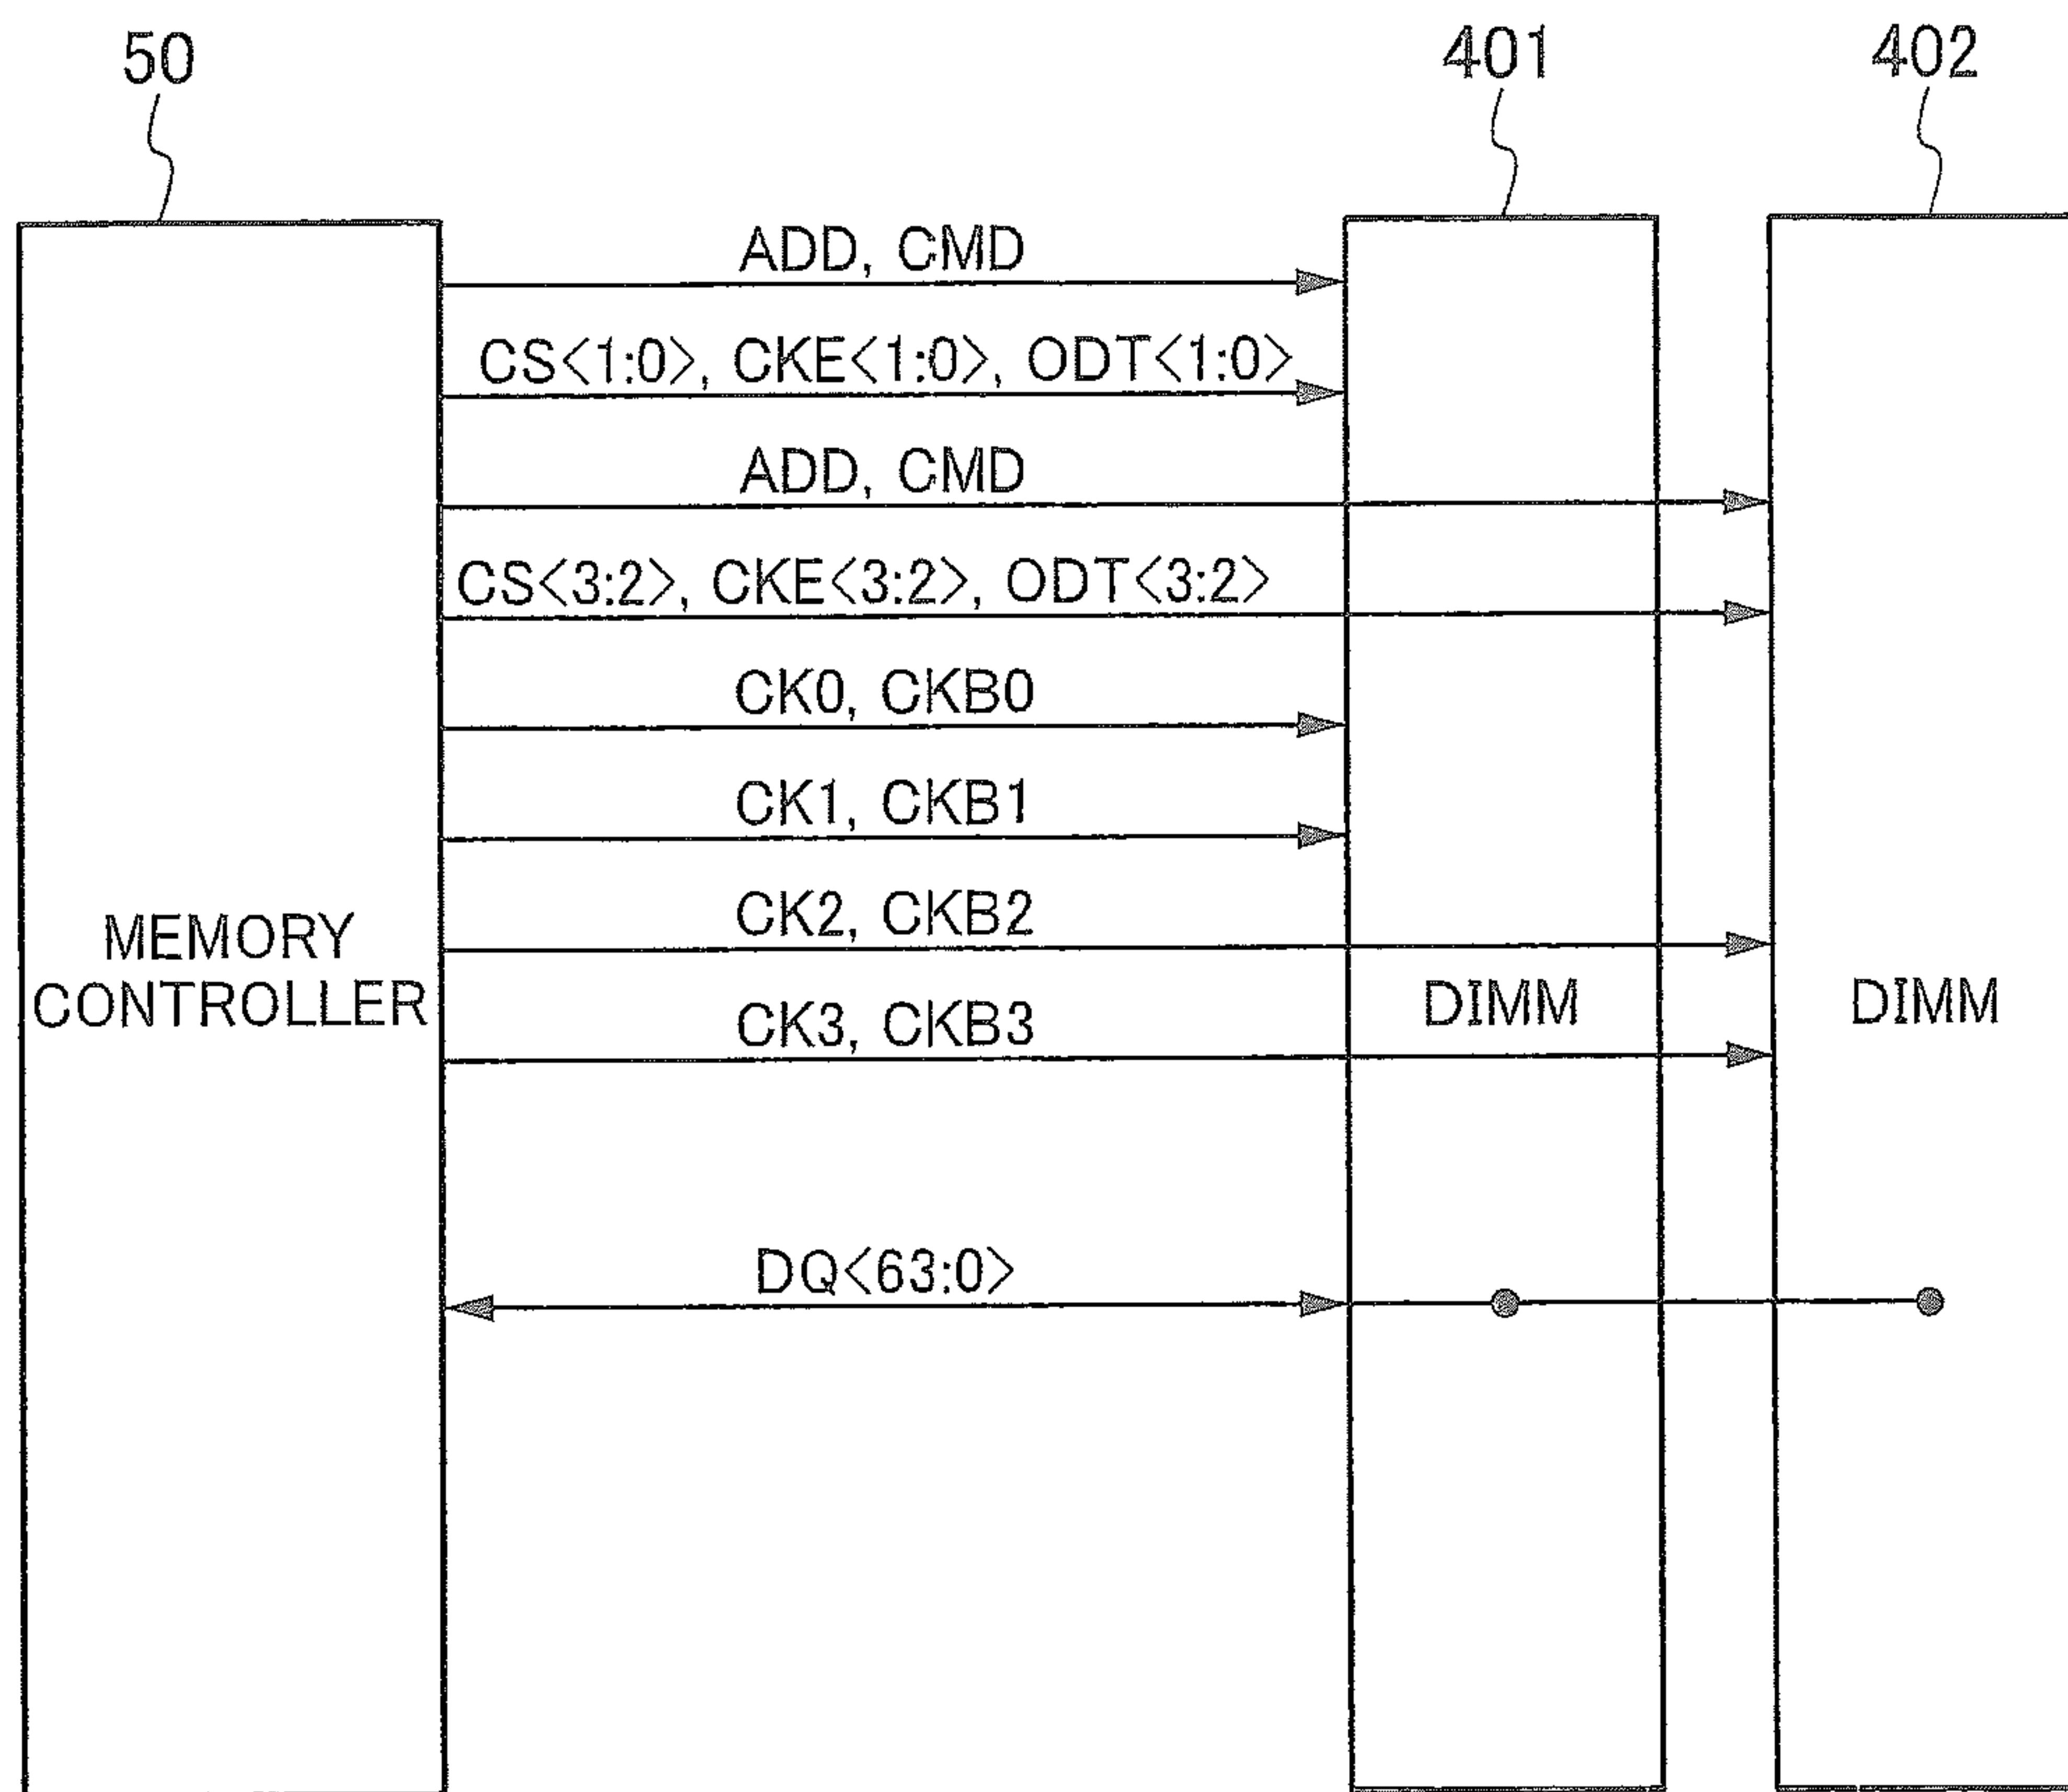 50
401
402
ADD, CMD
CS<1:0>, CKE<1:0>, ODT<1:0>
ADD, CMD
CS<3:2>, CKE<3:2>, ODT<3:2>
CK0, CKB0
CK1, CKB1
CK2, CKB2
MEMORY
CONTROLLER
CK3, CKB3
DIMM
DIMM
DQ<63:0>